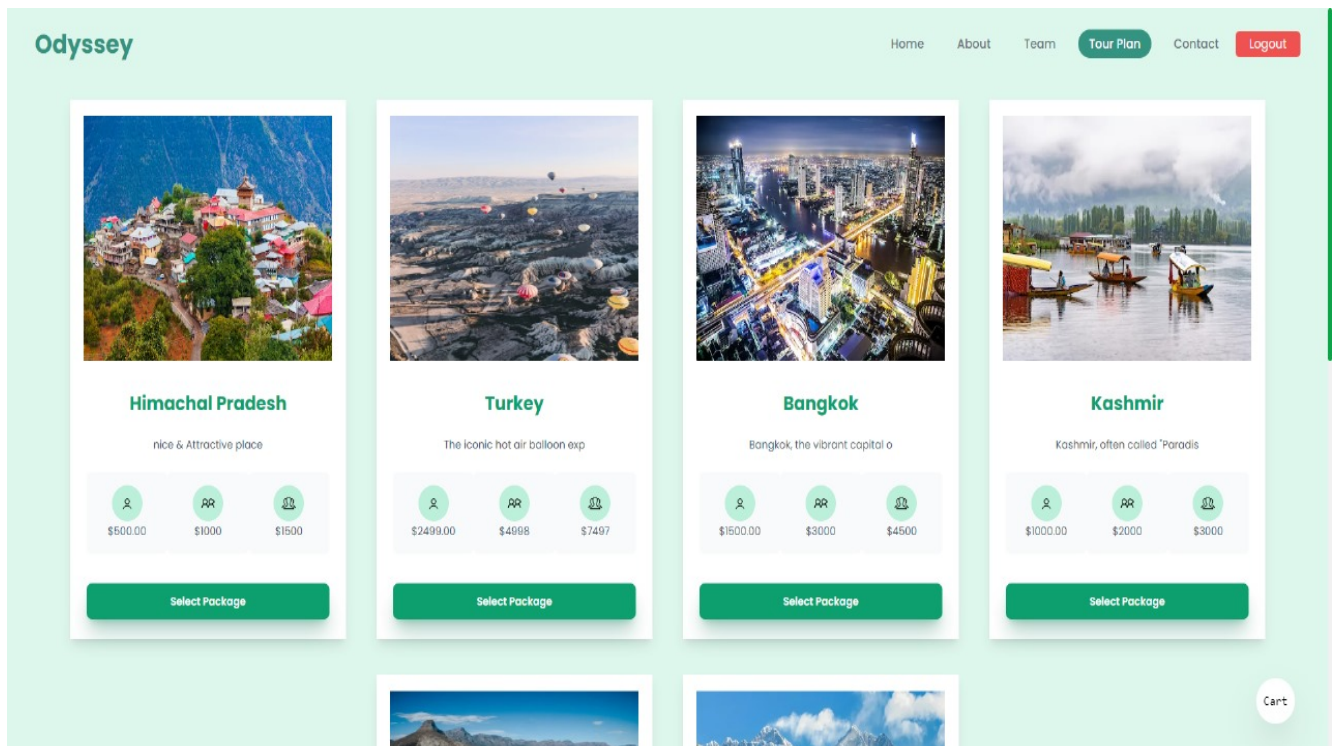 Odyssey
Home About Team Tour Plan Contact Logout
Himachal Pradesh
nice & Attractive place
$500.00 $1000 $1500
Select Package
Turkey
The iconic hot air balloon exp
$2499.00 $4998 $7497
Select Package
Bangkok
Bangkok, the vibrant capital o
$1500.00 $3000 $4500
Select Package
Kashmir
Kashmir, often called "Paradis
$1000.00 $2000 $3000
Select Package
Cart